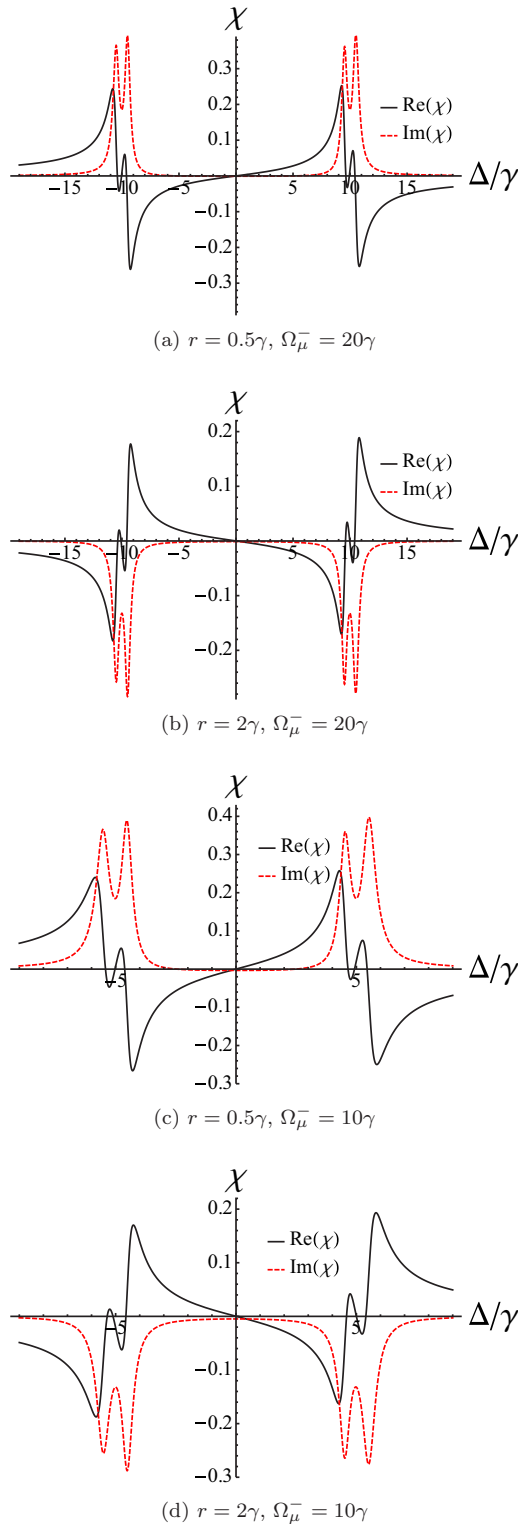 χ
0.3
0.2
0.1
−0.1
−0.2
−0.3
−15
−10
−5
5
10
15
Δ/γ
Re(χ)
Im(χ)
(a) r = 0.5γ, Ω_μ^− = 20γ
χ
0.2
0.1
−0.1
−0.2
−15
−10
−5
5
10
15
Δ/γ
Re(χ)
Im(χ)
(b) r = 2γ, Ω_μ^− = 20γ
χ
0.4
0.3
0.2
0.1
−0.1
−0.2
−0.3
−5
5
Δ/γ
Re(χ)
Im(χ)
(c) r = 0.5γ, Ω_μ^− = 10γ
χ
0.2
0.1
−0.1
−0.2
−0.3
−5
5
Δ/γ
Re(χ)
Im(χ)
(d) r = 2γ, Ω_μ^− = 10γ